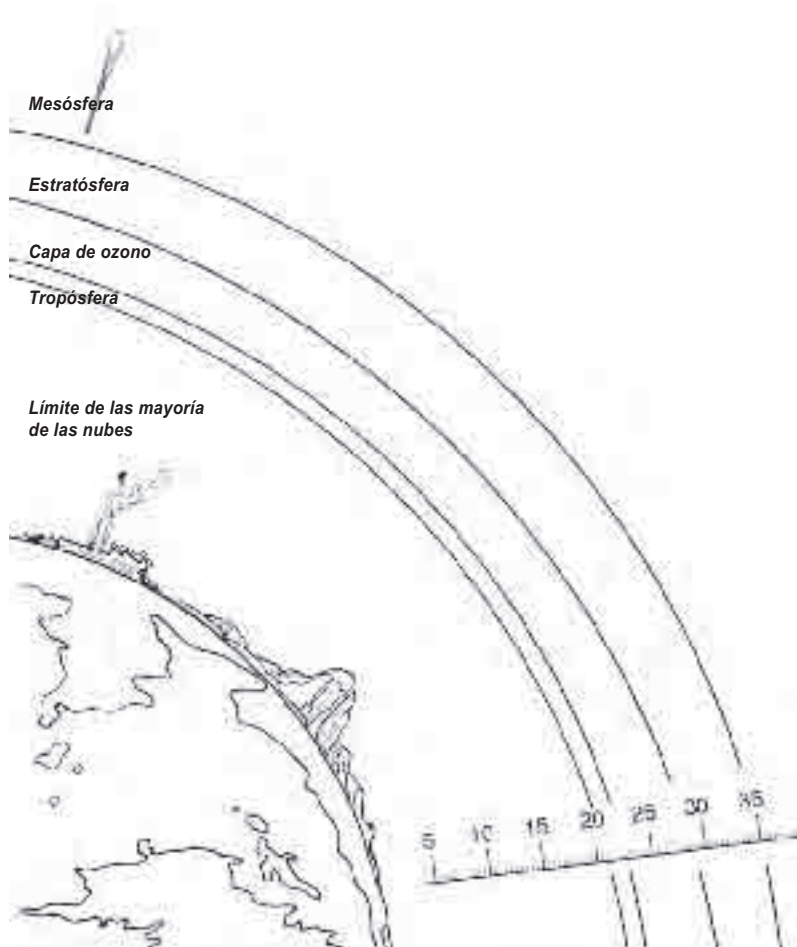 Mesósfera
Estratósfera
Capa de ozono
Tropósfera
Límite de las mayoría
de las nubes
5 10 15 20 25 30 35